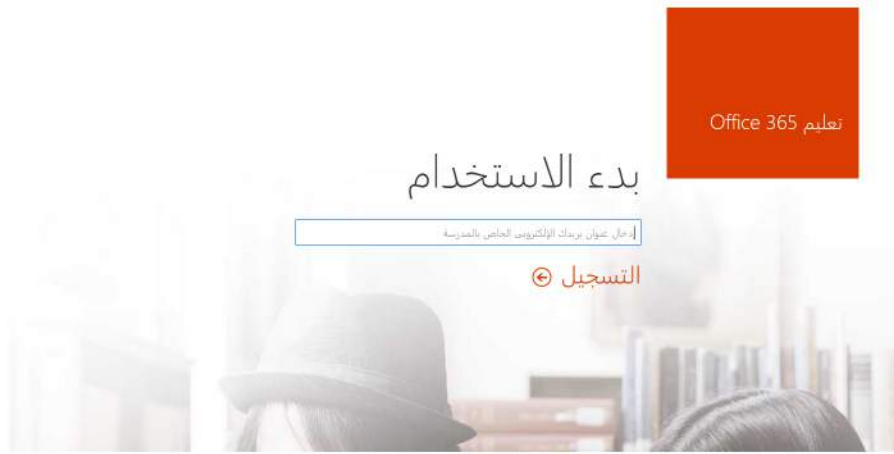 تعليم Office 365
بدء الاستخدام
إدخال عنوان بريدك الإلكتروني الخاص بالمدرسة
التسجيل